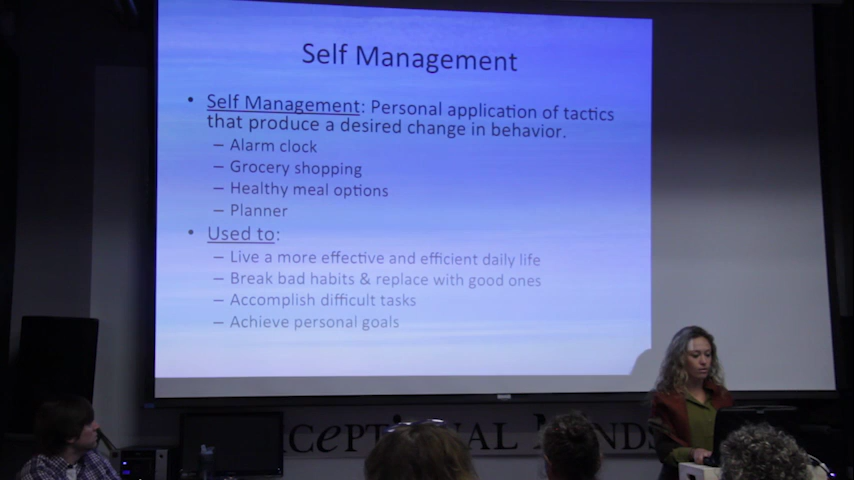 Self Management
• Self Management: Personal application of tactics
that produce a desired change in behavior.
– Alarm clock
– Grocery shopping
– Healthy meal options
– Planner
• Used to:
– Live a more effective and efficient daily life
– Break bad habits & replace with good ones
– Accomplish difficult tasks
– Achieve personal goals